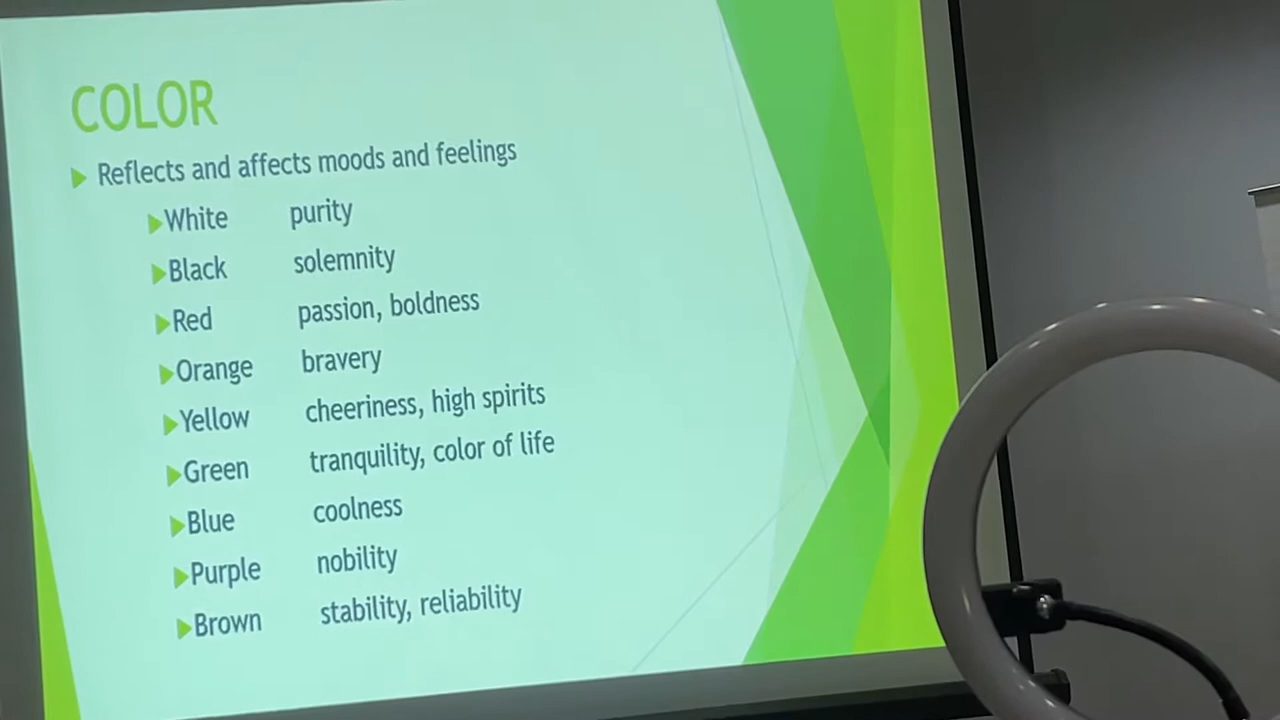 COLOR
Reflects and affects moods and feelings
White purity
Black solemnity
Red passion, boldness
Orange bravery
Yellow cheeriness, high spirits
Green tranquility, color of life
Blue coolness
Purple nobility
Brown stability, reliability